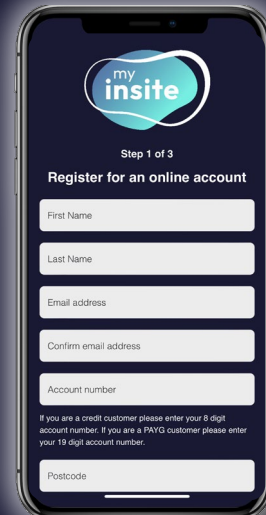 my
insite
Step 1 of 3
Register for an online account
First Name
Last Name
Email address
Confirm email address
Account number
If you are a credit customer please enter your 8 digit
account number. If you are a PAYG customer please enter
your 19 digit account number.
Postcode